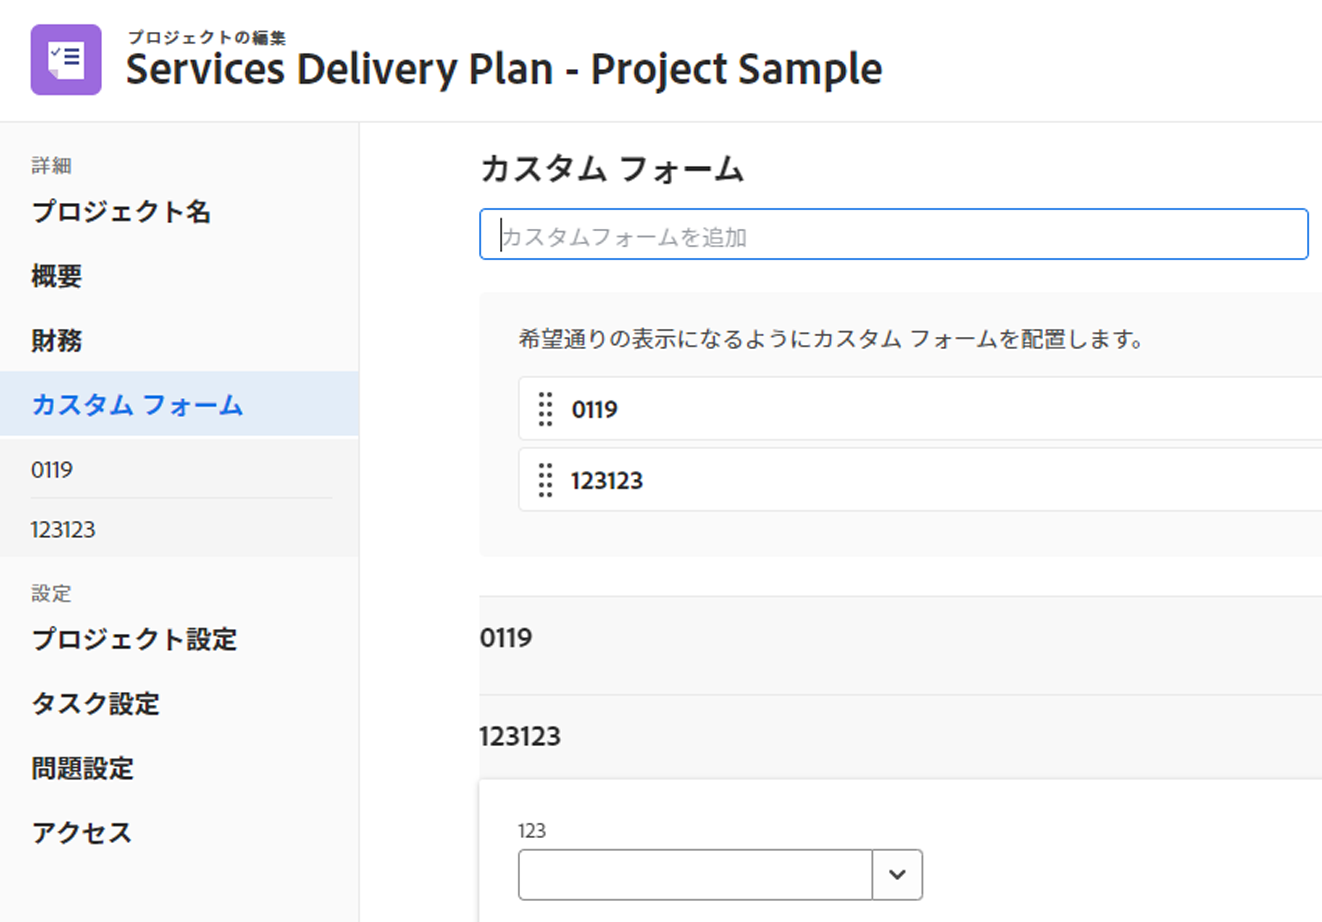 プロジェクトの編集
Services Delivery Plan - Project Sample
詳細
プロジェクト名
概要
財務
カスタム フォーム
0119
123123
設定
プロジェクト設定
タスク設定
問題設定
アクセス
カスタム フォーム
カスタムフォームを追加
希望通りの表示になるようにカスタム フォームを配置します。
0119
123123
0119
123123
123